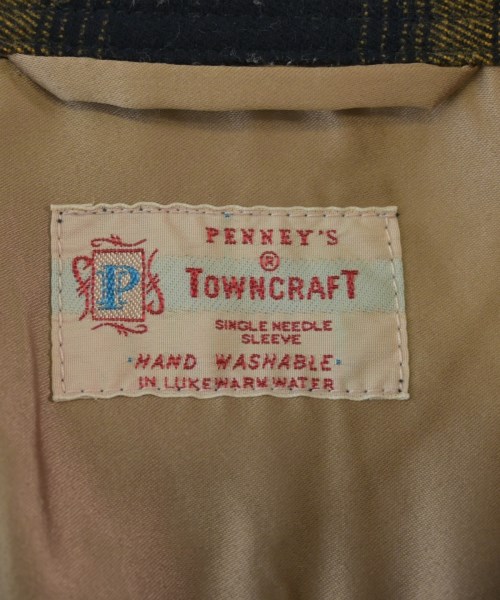 PENNEY'S
®
P
TOWNCRAFT
SINGLE NEEDLE
SLEEVE
·HAND WASHABLE·
IN LUKEWARM WATER